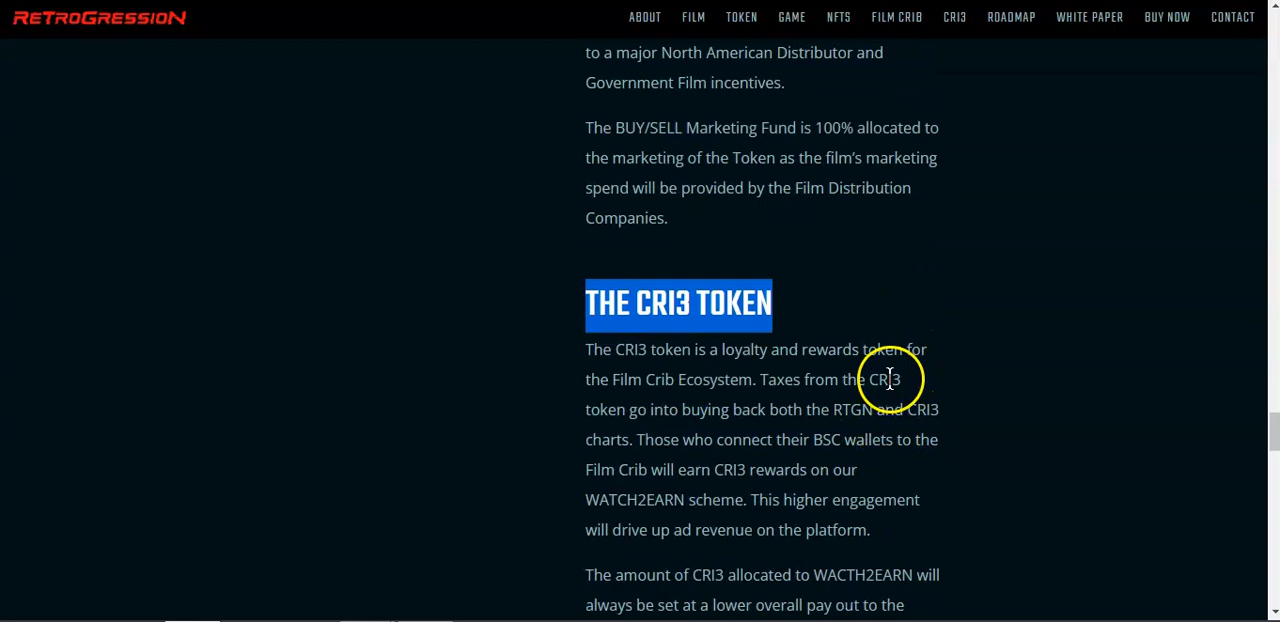 RETROGRESSION
ABOUT FILM TOKEN GAME NFTS FILM CRIB CRI3 ROADMAP WHITE PAPER BUY NOW CONTACT
to a major North American Distributor and
Government Film incentives.
The BUY/SELL Marketing Fund is 100% allocated to
the marketing of the Token as the film's marketing
spend will be provided by the Film Distribution
Companies.
THE CRI3 TOKEN
The CRI3 token is a loyalty and rewards token for
the Film Crib Ecosystem. Taxes from the CRI3
token go into buying back both the RTGN and CRI3
charts. Those who connect their BSC wallets to the
Film Crib will earn CRI3 rewards on our
WATCH2EARN scheme. This higher engagement
will drive up ad revenue on the platform.
The amount of CRI3 allocated to WACTH2EARN will
always be set at a lower overall pay out to the